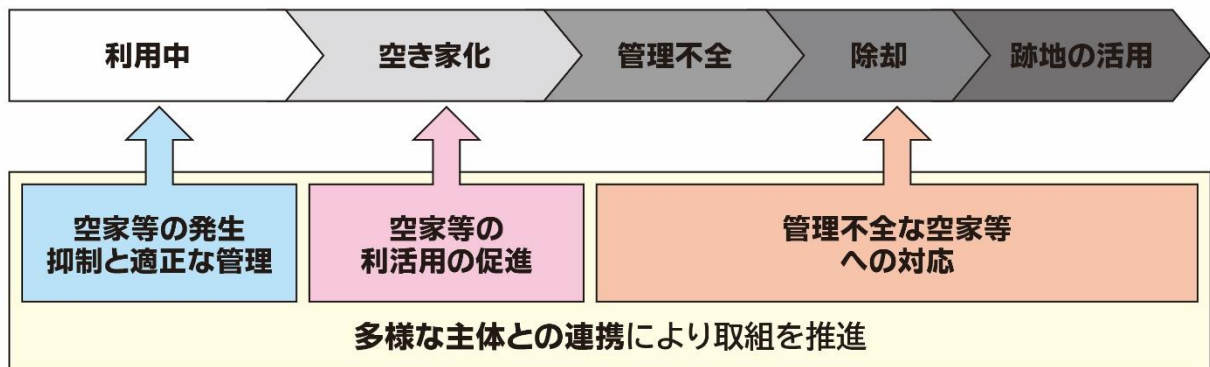 利用中
空き家化
管理不全
除却
跡地の活用
空家等の発生
抑制と適正な管理
空家等の
利活用の促進
管理不全な空家等
への対応
多様な主体との連携により取組を推進